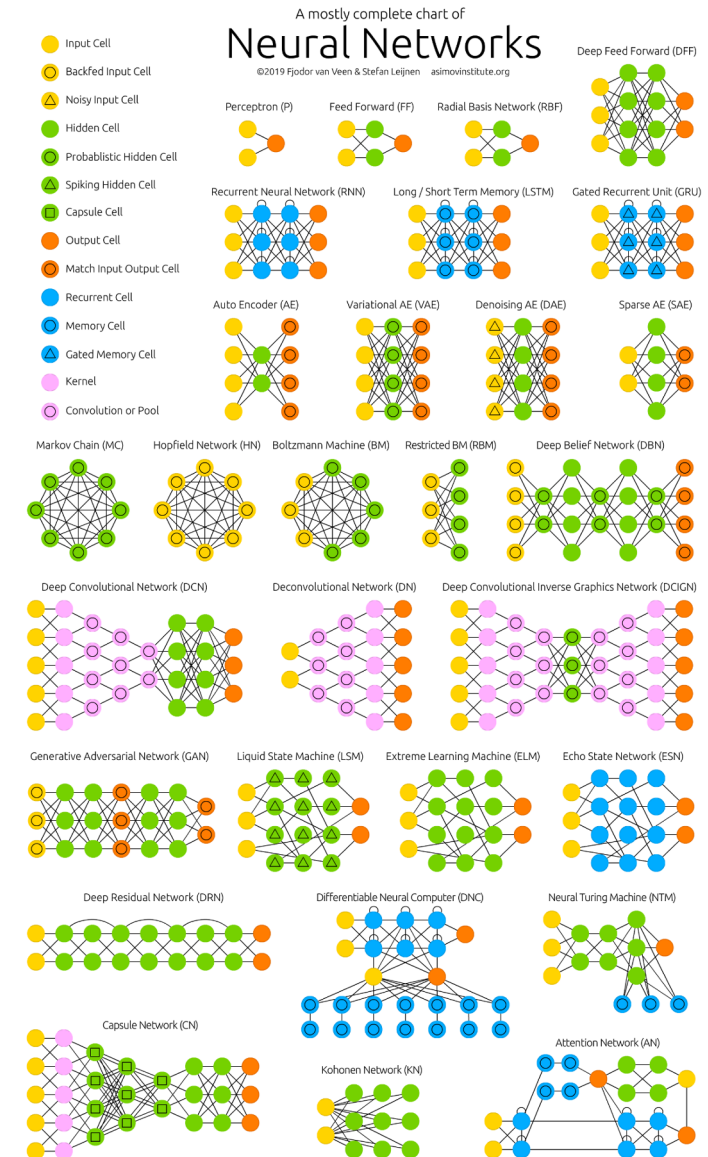 A mostly complete chart of
Neural Networks
©2019 Fjodor van Veen & Stefan Leijnen asimovinstitute.org
Input Cell
Backfed Input Cell
Noisy Input Cell
Hidden Cell
Probablistic Hidden Cell
Spiking Hidden Cell
Capsule Cell
Output Cell
Match Input Output Cell
Recurrent Cell
Memory Cell
Gated Memory Cell
Kernel
Convolution or Pool
Deep Feed Forward (DFF)
Perceptron (P)
Feed Forward (FF)
Radial Basis Network (RBF)
Recurrent Neural Network (RNN)
Long / Short Term Memory (LSTM)
Gated Recurrent Unit (GRU)
Auto Encoder (AE)
Variational AE (VAE)
Denoising AE (DAE)
Sparse AE (SAE)
Markov Chain (MC)
Hopfield Network (HN)
Boltzmann Machine (BM)
Restricted BM (RBM)
Deep Belief Network (DBN)
Deep Convolutional Network (DCN)
Deconvolutional Network (DN)
Deep Convolutional Inverse Graphics Network (DCIGN)
Generative Adversarial Network (GAN)
Liquid State Machine (LSM)
Extreme Learning Machine (ELM)
Echo State Network (ESN)
Deep Residual Network (DRN)
Differentiable Neural Computer (DNC)
Neural Turing Machine (NTM)
Capsule Network (CN)
Kohonen Network (KN)
Attention Network (AN)